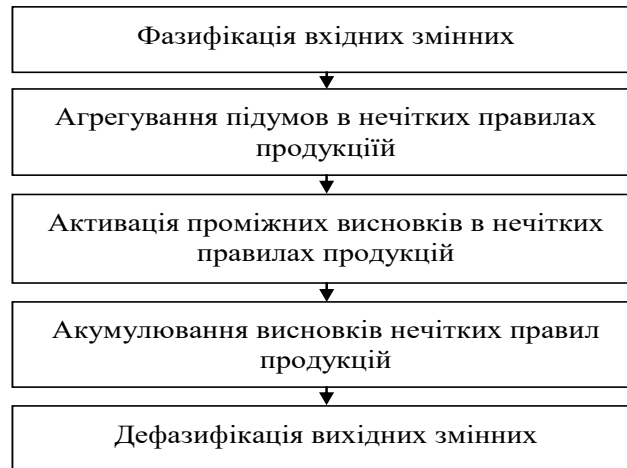 Фазифікація вхідних змінних
Агрегування підумов в нечітких правилах
продукціїй
Активація проміжних висновків в нечітких
правилах продукцій
Акумулювання висновків нечітких правил
продукцій
Дефазифікація вихідних змінних